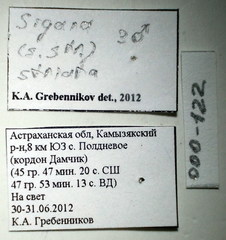 Sigara 3♂
(s. str.)
striata
K.A. Grebennikov det., 2012
Астраханская обл, Камызякский
р-н,8 км ЮЗ с. Полдневое
(кордон Дамчик)
(45 гр. 47 мин. 20 с. СШ
47 гр. 53 мин. 13 с. ВД)
На свет
30-31.06.2012
К.А. Гребенников
000-122